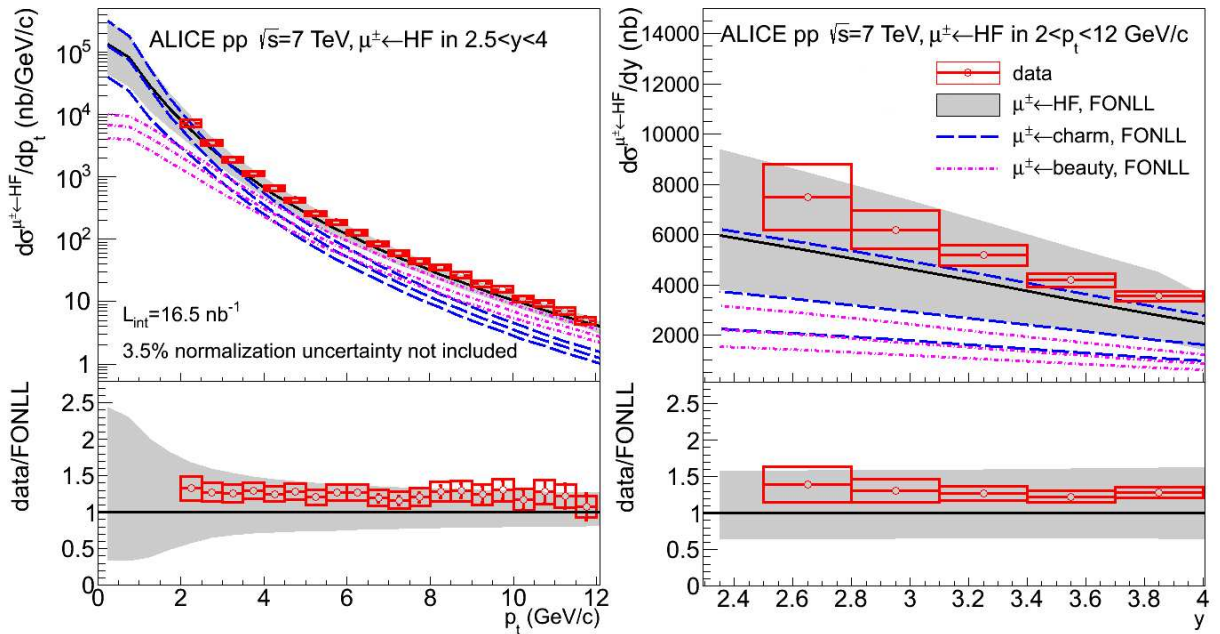 ALICE pp √s=7 TeV, μ±←HF in 2.5<y<4
dσ^{μ±←HF}/dp_t (nb/GeV/c)
10^5
10^4
10^3
10^2
10
1
L_int=16.5 nb^-1
3.5% normalization uncertainty not included
data/FONLL
2.5
2
1.5
1
0.5
0
0 2 4 6 8 10 12
p_t (GeV/c)
ALICE pp √s=7 TeV, μ±←HF in 2<p_t<12 GeV/c
dσ^{μ±←HF}/dy (nb)
14000
12000
10000
8000
6000
4000
2000
data
μ±←HF, FONLL
μ±←charm, FONLL
μ±←beauty, FONLL
data/FONLL
2.5
2
1.5
1
0.5
0
2.4 2.6 2.8 3 3.2 3.4 3.6 3.8 4
y